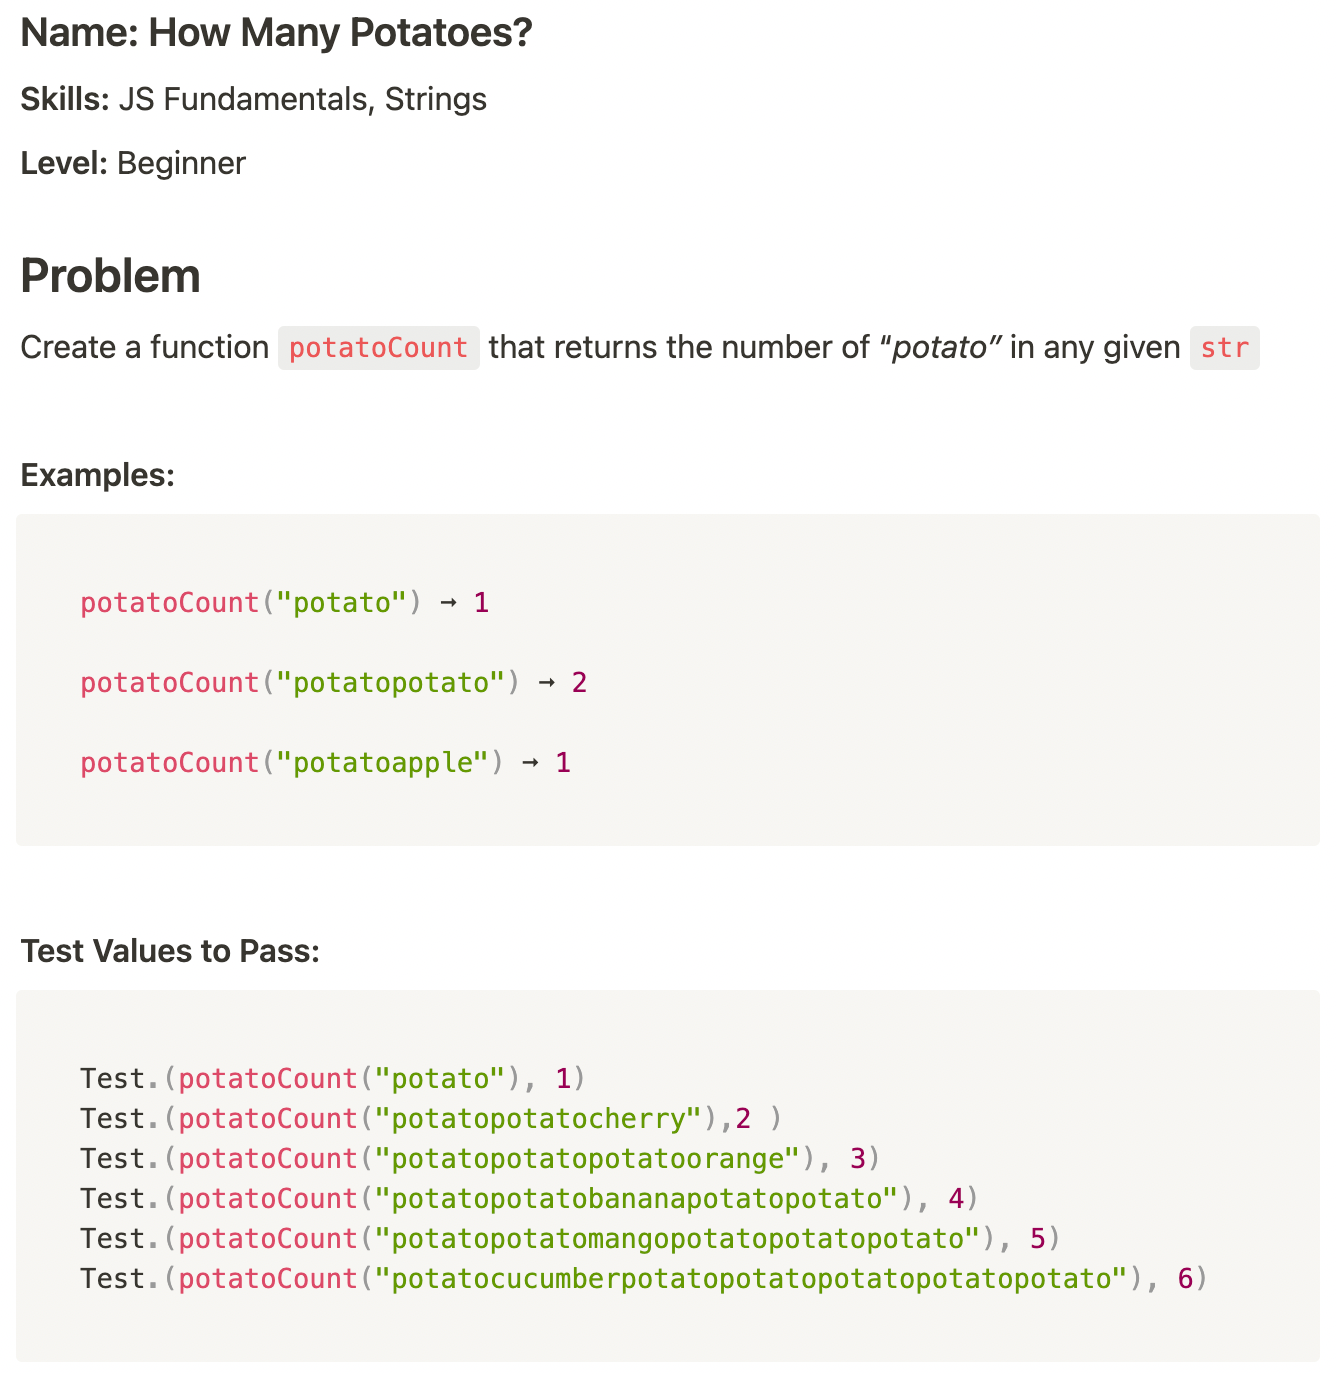 Name: How Many Potatoes?
Skills: JS Fundamentals, Strings
Level: Beginner
Problem
Create a function potatoCount that returns the number of “potato” in any given str
Examples:
potatoCount("potato") → 1
potatoCount("potatopotato") → 2
potatoCount("potatoapple") → 1
Test Values to Pass:
Test.(potatoCount("potato"), 1)
Test.(potatoCount("potatopotatocherry"),2 )
Test.(potatoCount("potatopotatopotatoorange"), 3)
Test.(potatoCount("potatopotatobananapotatopotato"), 4)
Test.(potatoCount("potatopotatomangopotatopotatopotato"), 5)
Test.(potatoCount("potatocucumberpotatopotatopotatopotatopotato"), 6)